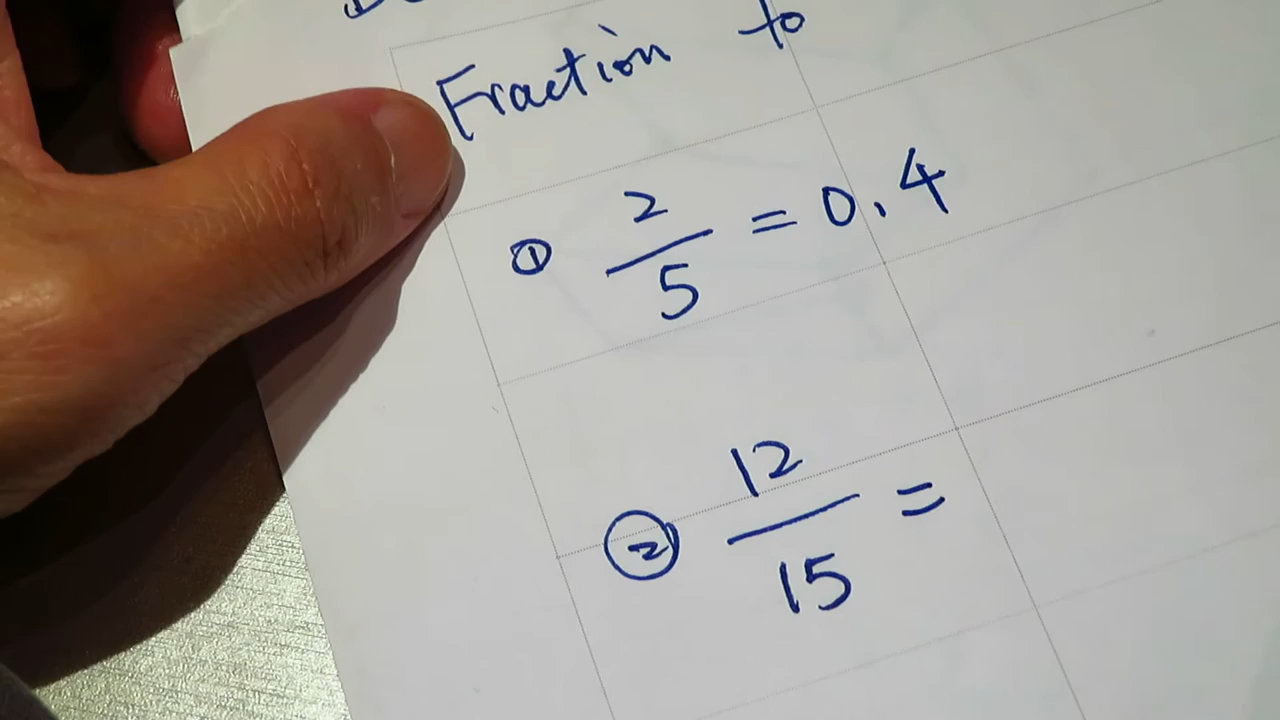 Fraction to
① 2/5 = 0.4
② 12/15 =